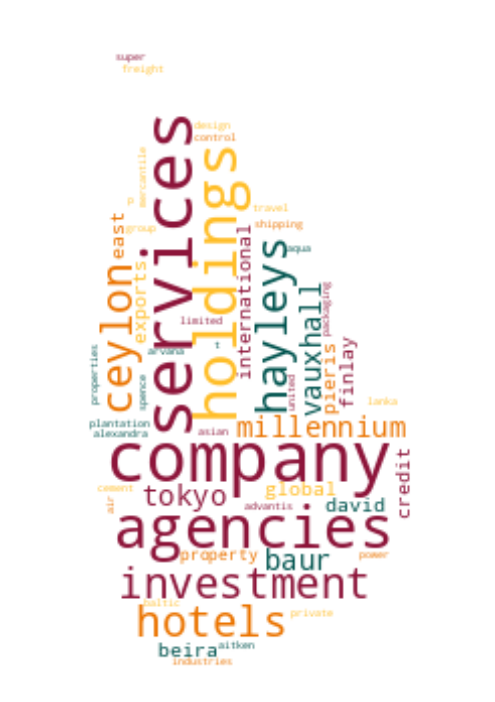 super
freight
services
design
control
holdings
mercantile
p
group
travel
shipping
east
international
hayleys
aqua
ceylon
exports
vauxhall
packaging
limited
t
arvana
properties
spence
pieris
finlay
united
lanka
plantation
alexandra
asian
millennium
company
credit
cement
air
tokyo
global
advantis
david
agencies
property
baur
power
investment
baltic
hotels
private
beira
aitken
industries